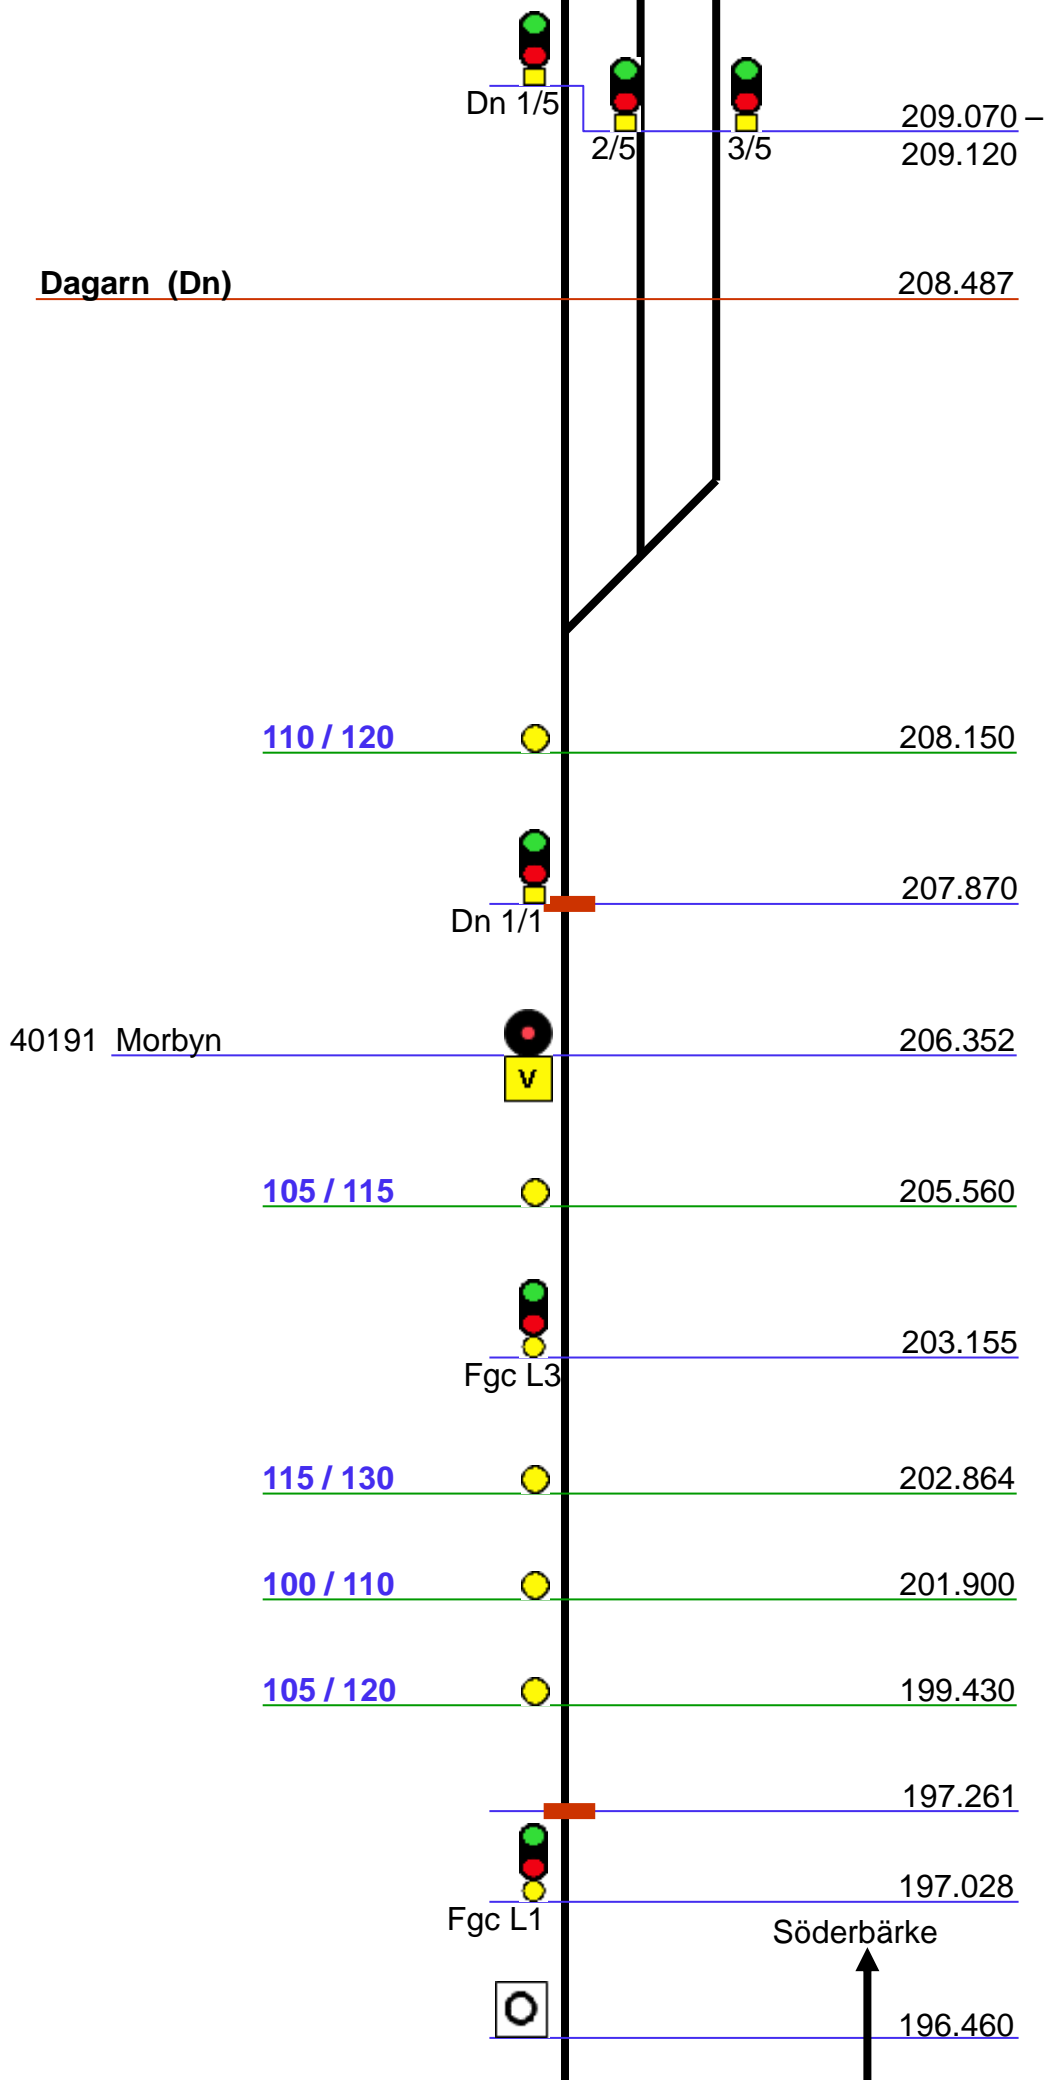 Dn 1/5
2/5
3/5
209.070 –
209.120
Dagarn (Dn)
208.487
110 / 120
208.150
207.870
Dn 1/1
40191 Morbyn
206.352
V
105 / 115
205.560
203.155
Fgc L3
115 / 130
202.864
100 / 110
201.900
105 / 120
199.430
197.261
197.028
Fgc L1
Söderbärke
O
196.460